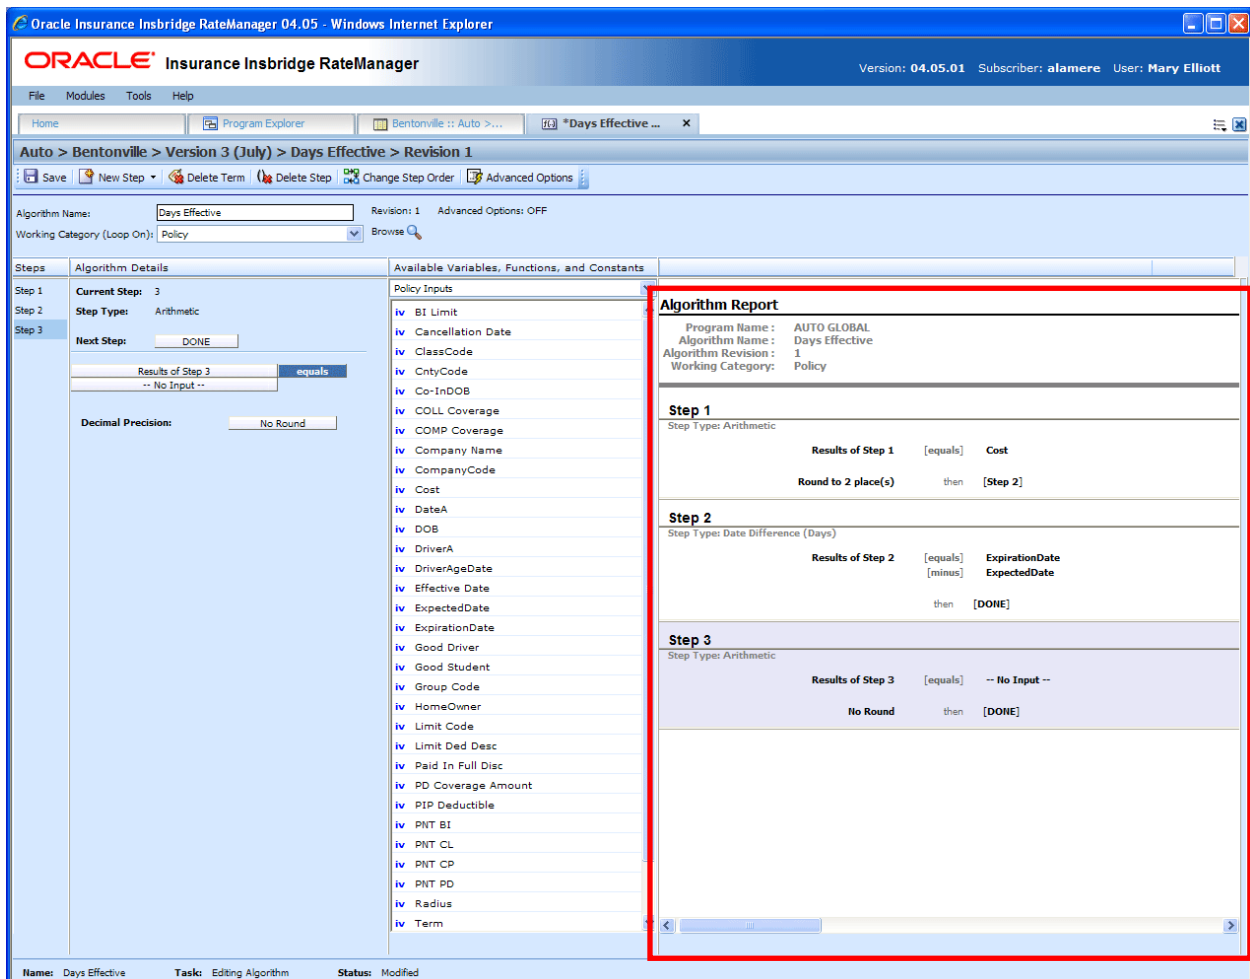 Oracle Insurance Insbridge RateManager 04.05 - Windows Internet Explorer
ORACLE Insurance Insbridge RateManager
Version: 04.05.01 Subscriber: alamere User: Mary Elliott
File Modules Tools Help
Home Program Explorer Bentonville :: Auto >... *Days Effective ...
Auto > Bentonville > Version 3 (July) > Days Effective > Revision 1
Save New Step Delete Term Delete Step Change Step Order Advanced Options
Algorithm Name: Days Effective Revision: 1 Advanced Options: OFF
Working Category (Loop On): Policy Browse
Steps Algorithm Details Available Variables, Functions, and Constants
Step 1
Step 2
Step 3
Current Step: 3
Step Type: Arithmetic
Next Step: DONE
Results of Step 3 equals
-- No Input --
Decimal Precision: No Round
Policy Inputs
iv BI Limit
iv Cancellation Date
iv ClassCode
iv CntyCode
iv Co-InDOB
iv COLL Coverage
iv COMP Coverage
iv Company Name
iv CompanyCode
iv Cost
iv DateA
iv DOB
iv DriverA
iv DriverAgeDate
iv Effective Date
iv ExpectedDate
iv ExpirationDate
iv Good Driver
iv Good Student
iv Group Code
iv HomeOwner
iv Limit Code
iv Limit Ded Desc
iv Paid In Full Disc
iv PD Coverage Amount
iv PIP Deductible
iv PNT BI
iv PNT CL
iv PNT CP
iv PNT PD
iv Radius
iv Term
Algorithm Report
Program Name : AUTO GLOBAL
Algorithm Name : Days Effective
Algorithm Revision : 1
Working Category: Policy
Step 1
Step Type: Arithmetic
Results of Step 1 [equals] Cost
Round to 2 place(s) then [Step 2]
Step 2
Step Type: Date Difference (Days)
Results of Step 2 [equals] ExpirationDate
[minus] ExpectedDate
then [DONE]
Step 3
Step Type: Arithmetic
Results of Step 3 [equals] -- No Input --
No Round then [DONE]
Name: Days Effective Task: Editing Algorithm Status: Modified